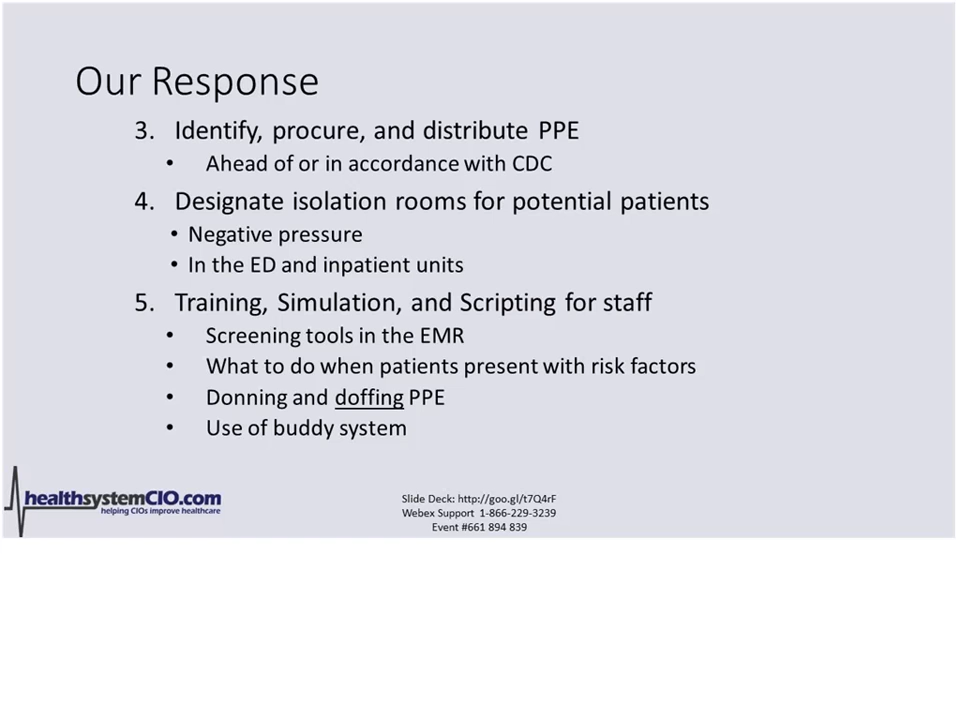 Our Response
3. Identify, procure, and distribute PPE
• Ahead of or in accordance with CDC
4. Designate isolation rooms for potential patients
• Negative pressure
• In the ED and inpatient units
5. Training, Simulation, and Scripting for staff
• Screening tools in the EMR
• What to do when patients present with risk factors
• Donning and doffing PPE
• Use of buddy system
healthsystemCIO.com
helping CIOs improve healthcare
Slide Deck: http://goo.gl/t7Q4rF
Webex Support 1-866-229-3239
Event #661 894 839